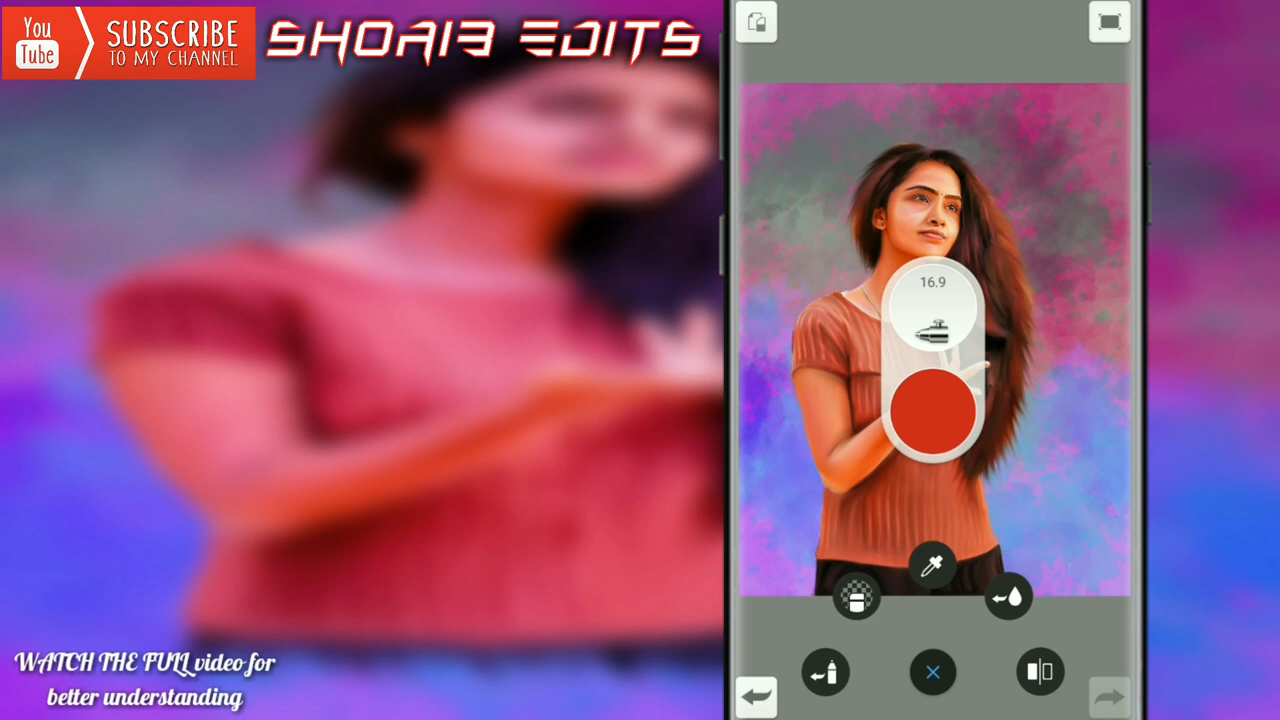 You
Tube
SUBSCRIBE
TO MY CHANNEL
SHOAIB EDITS
16.9
WATCH THE FULL video for
better understanding